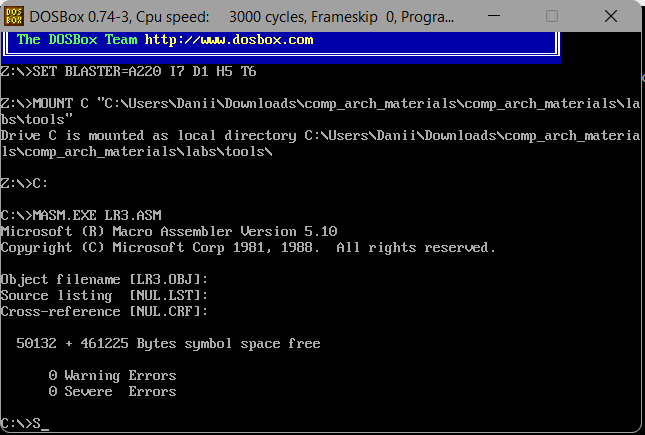 DOSBox 0.74-3, Cpu speed:    3000 cycles, Frameskip  0, Progra...
The DOSBox Team http://www.dosbox.com
Z:\>SET BLASTER=A220 I7 D1 H5 T6
Z:\>MOUNT C "C:\Users\Danii\Downloads\comp_arch_materials\comp_arch_materials\la
bs\tools"
Drive C is mounted as local directory C:\Users\Danii\Downloads\comp_arch_materia
ls\comp_arch_materials\labs\tools\
Z:\>C:
C:\>MASM.EXE LR3.ASM
Microsoft (R) Macro Assembler Version 5.10
Copyright (C) Microsoft Corp 1981, 1988.  All rights reserved.
Object filename [LR3.OBJ]:
Source listing  [NUL.LST]:
Cross-reference [NUL.CRF]:
  50132 + 461225 Bytes symbol space free
      0 Warning Errors
      0 Severe  Errors
C:\>S_